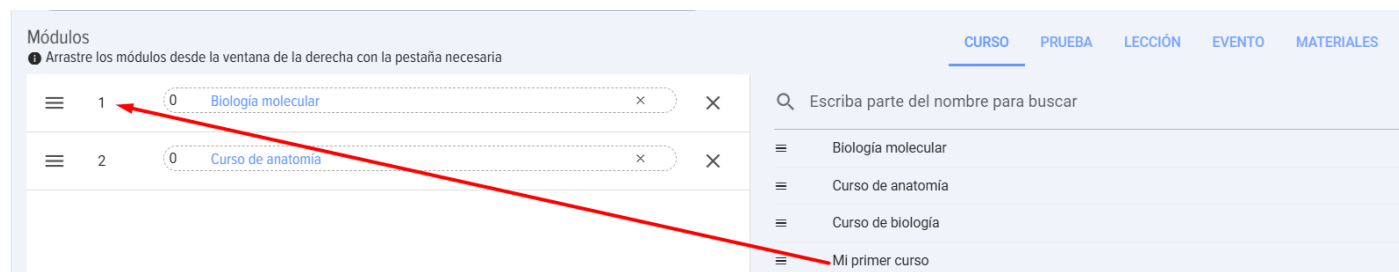 Módulos
Arrastre los módulos desde la ventana de la derecha con la pestaña necesaria
1 0 Biología molecular
2 0 Curso de anatomía
CURSO PRUEBA LECCIÓN EVENTO MATERIALES
Escriba parte del nombre para buscar
Biología molecular
Curso de anatomía
Curso de biología
Mi primer curso